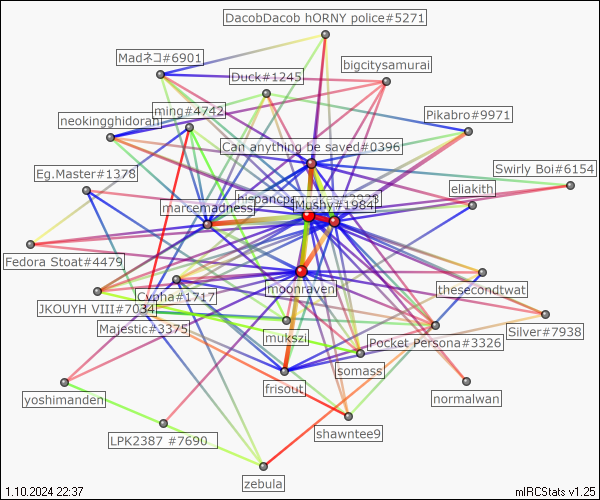 DacobDacob hORNY police#5271
Madネコ#6901
bigcitysamurai
Duck#1245
ming#4742
neokingghidorah
Pikabro#9971
Can anything be saved#0396
Eg.Master#1378
Swirly Boi#6154
eliakith
Mushy#1984
marcemadness
Fedora Stoat#4479
moonraven
thesecondtwat
Cypha#1717
JKOUYH VIII#7034
Majestic#3375
Silver#7938
mukszi
Pocket Persona#3326
somass
frisout
yoshimanden
normalwan
shawntee9
LPK2387 #7690
zebula
1.10.2024 22:37
mIRCStats v1.25